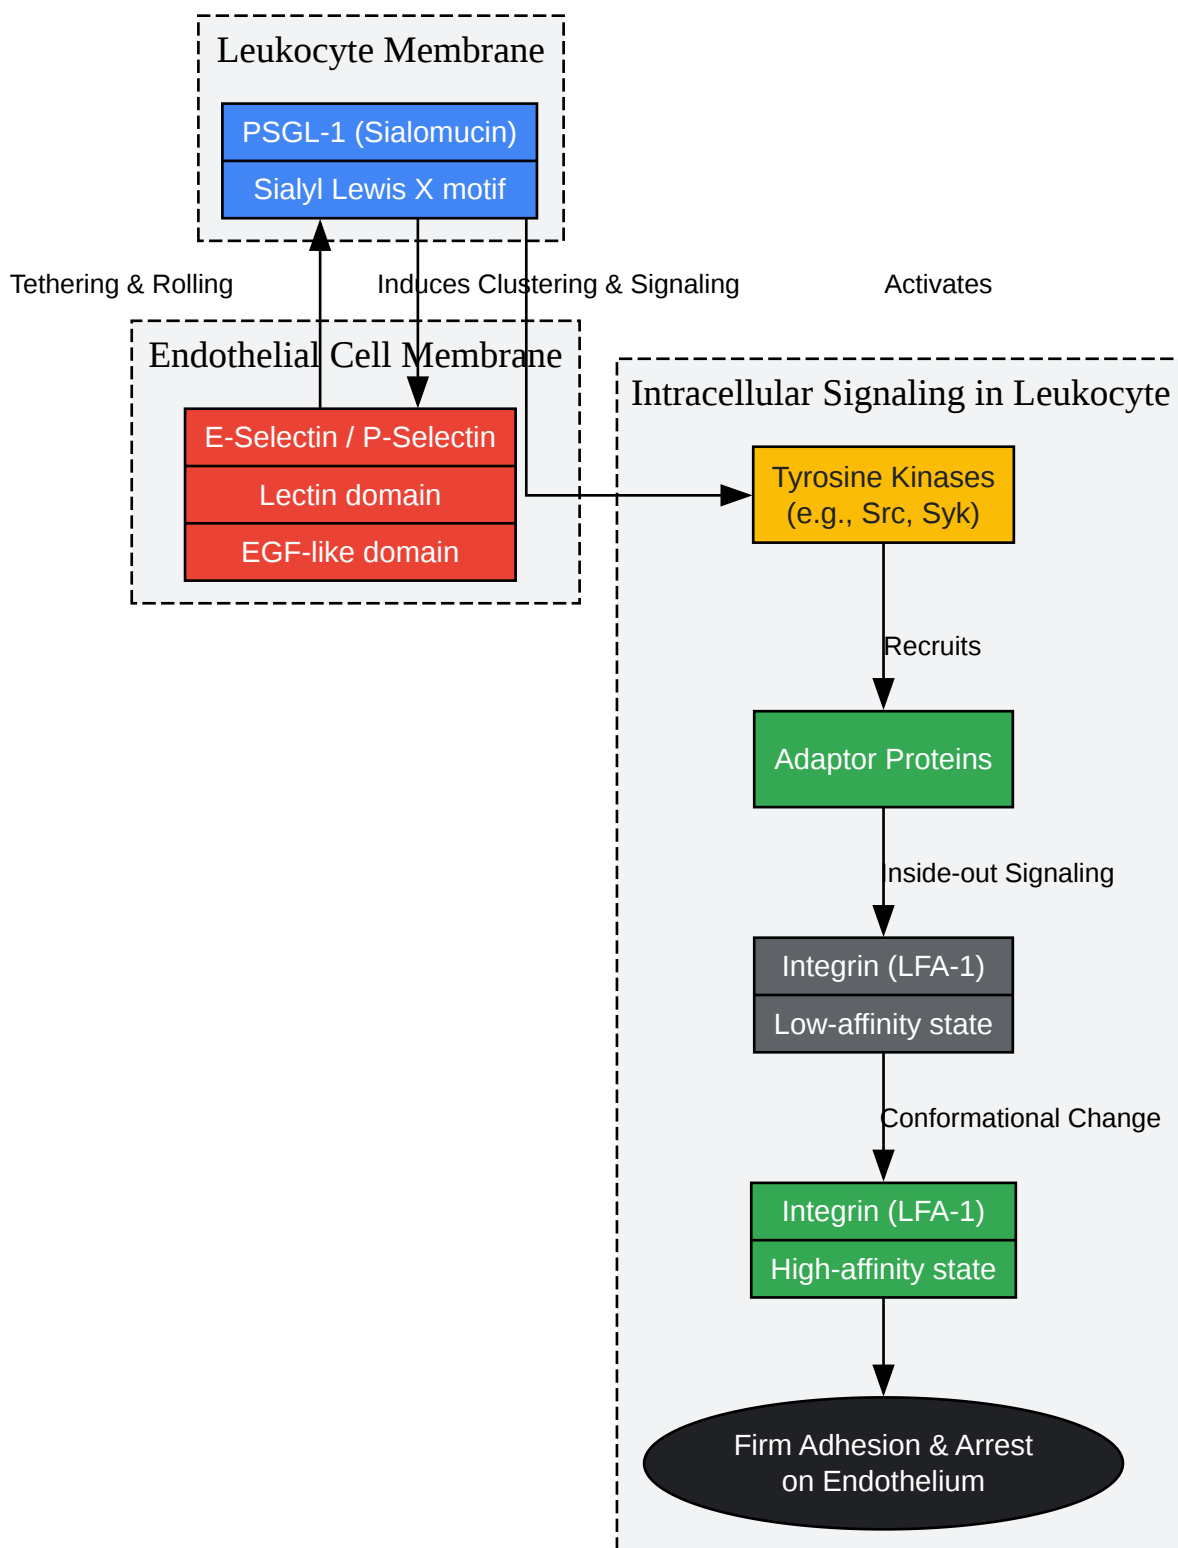 Leukocyte Membrane
PSGL-1 (Sialomucin)
Sialyl Lewis X motif
Tethering & Rolling
Induces Clustering & Signaling
Activates
Endothelial Cell Membrane
E-Selectin / P-Selectin
Lectin domain
EGF-like domain
Intracellular Signaling in Leukocyte
Tyrosine Kinases
(e.g., Src, Syk)
Recruits
Adaptor Proteins
Inside-out Signaling
Integrin (LFA-1)
Low-affinity state
Conformational Change
Integrin (LFA-1)
High-affinity state
Firm Adhesion & Arrest
on Endothelium